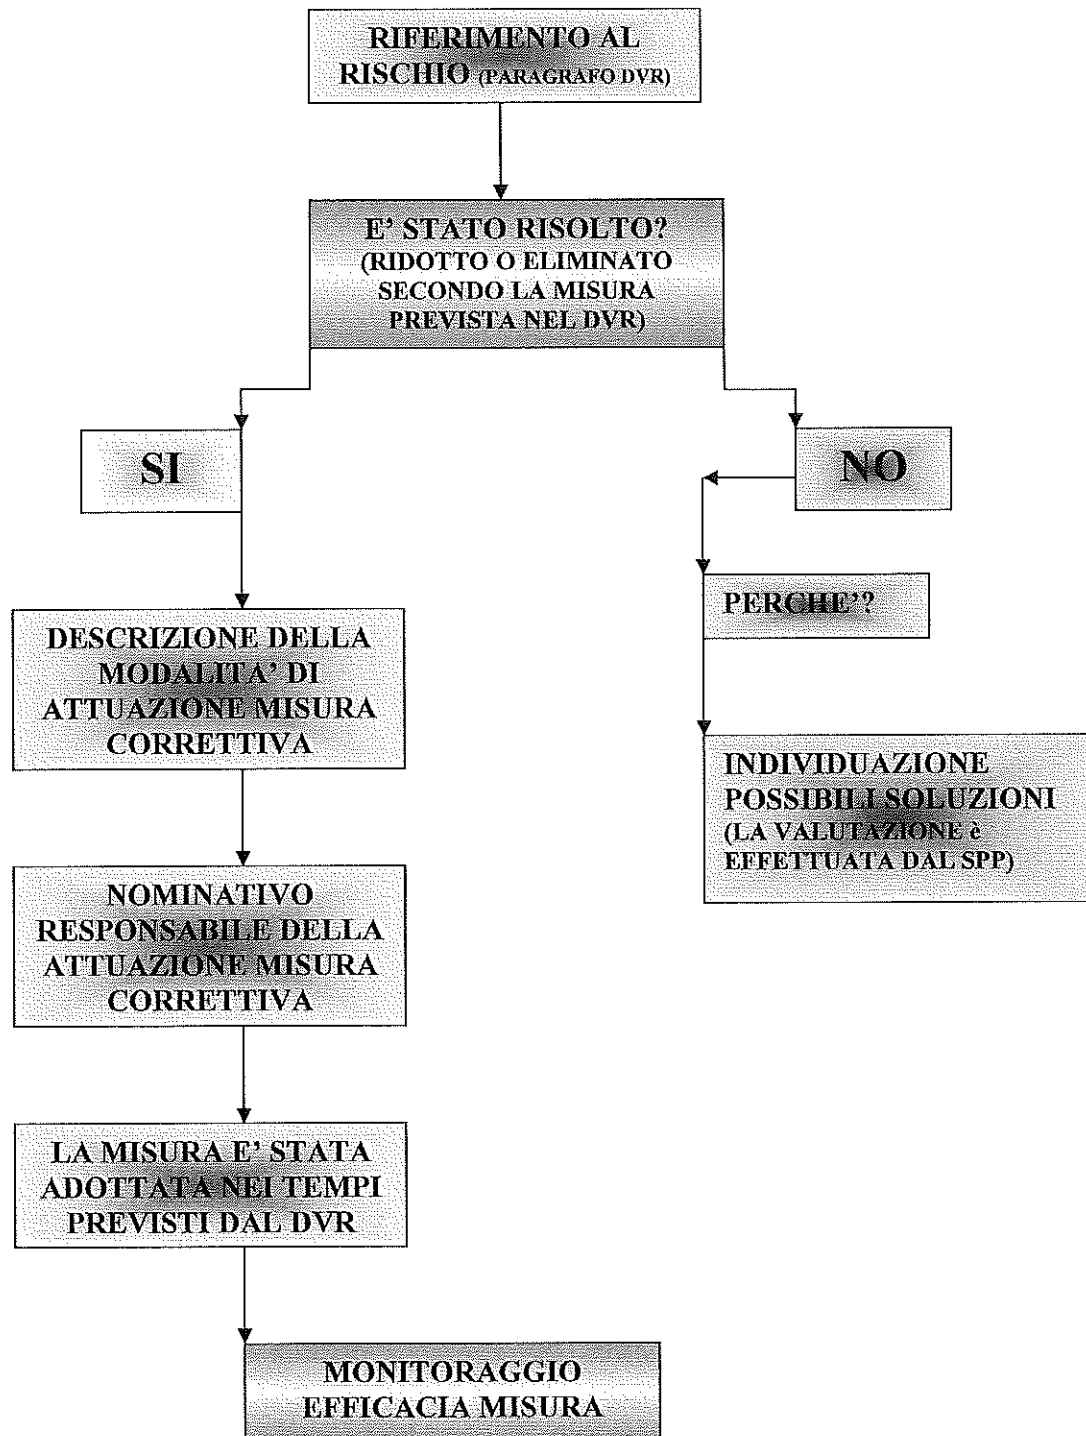 RIFERIMENTO AL
RISCHIO (PARAGRAFO DVR)
E' STATO RISOLTO?
(RIDOTTO O ELIMINATO
SECONDO LA MISURA
PREVISTA NEL DVR)
SI
NO
PERCHE'?
DESCRIZIONE DELLA
MODALITA' DI
ATTUAZIONE MISURA
CORRETTIVA
INDIVIDUAZIONE
POSSIBILI SOLUZIONI
(LA VALUTAZIONE è
EFFETTUATA DAL SPP)
NOMINATIVO
RESPONSABILE DELLA
ATTUAZIONE MISURA
CORRETTIVA
LA MISURA E' STATA
ADOTTATA NEI TEMPI
PREVISTI DAL DVR
MONITORAGGIO
EFFICACIA MISURA